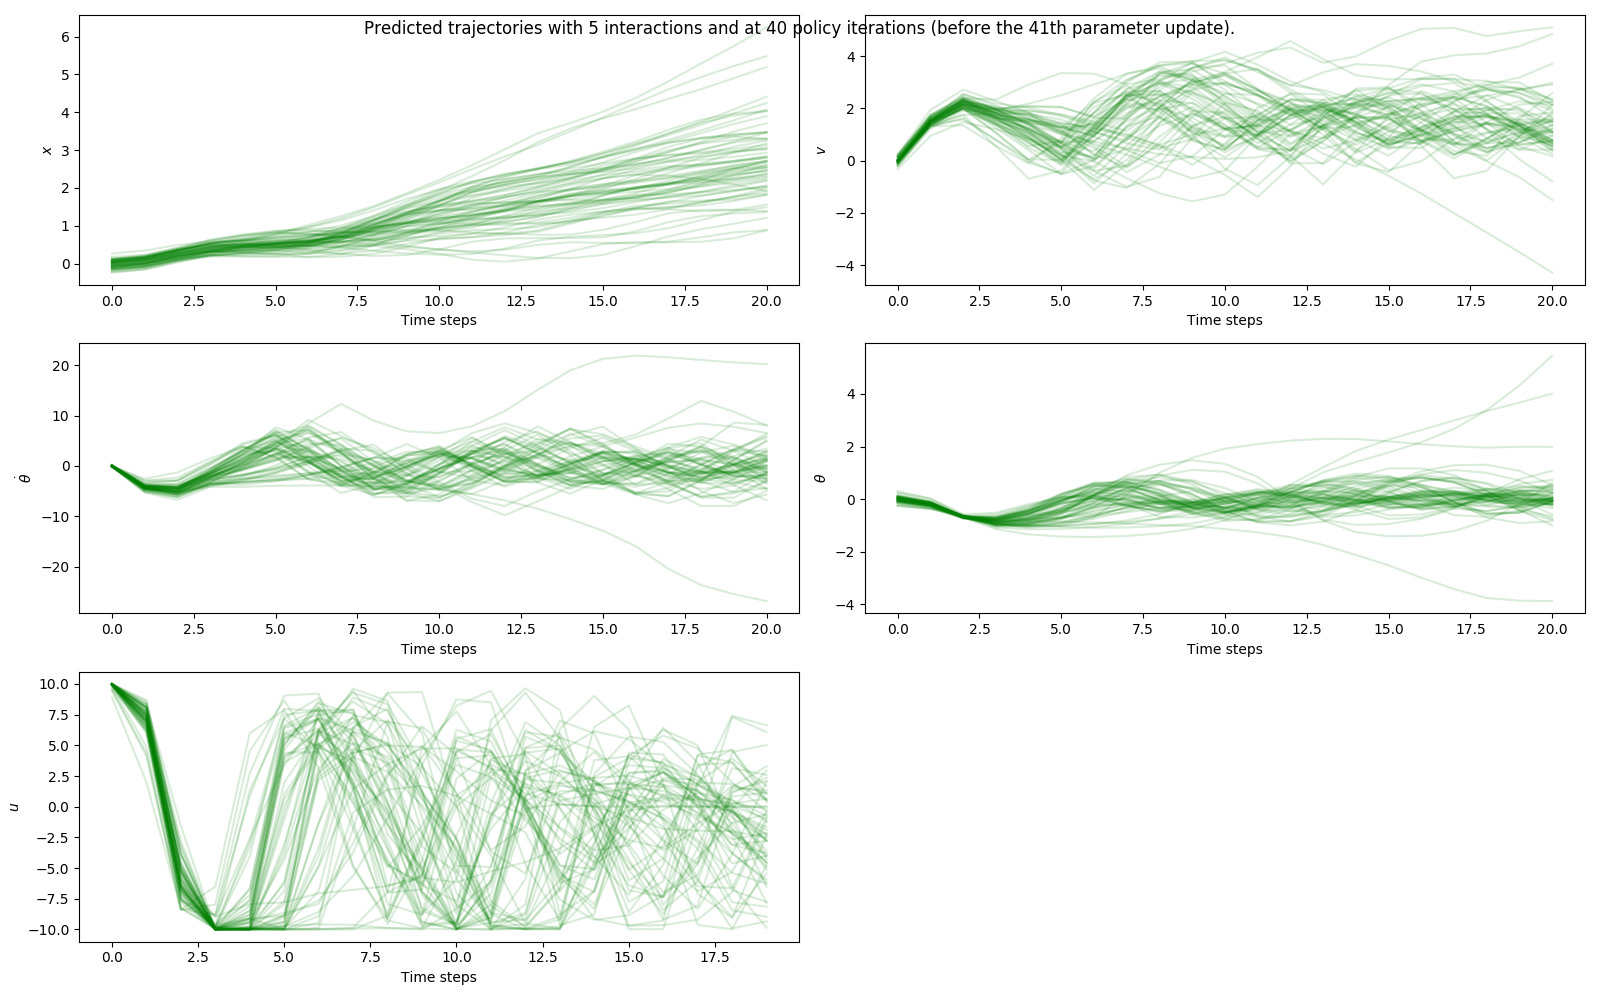 Predicted trajectories with 5 interactions and at 40 policy iterations (before the 41th parameter update).
6
5
4
3
2
1
0
x
0.0 2.5 5.0 7.5 10.0 12.5 15.0 17.5 20.0
Time steps
4
2
0
−2
−4
v
0.0 2.5 5.0 7.5 10.0 12.5 15.0 17.5 20.0
Time steps
20
10
0
−10
−20
θ̇
0.0 2.5 5.0 7.5 10.0 12.5 15.0 17.5 20.0
Time steps
4
2
0
−2
−4
θ
0.0 2.5 5.0 7.5 10.0 12.5 15.0 17.5 20.0
Time steps
10.0
7.5
5.0
2.5
0.0
−2.5
−5.0
−7.5
−10.0
u
0.0 2.5 5.0 7.5 10.0 12.5 15.0 17.5
Time steps